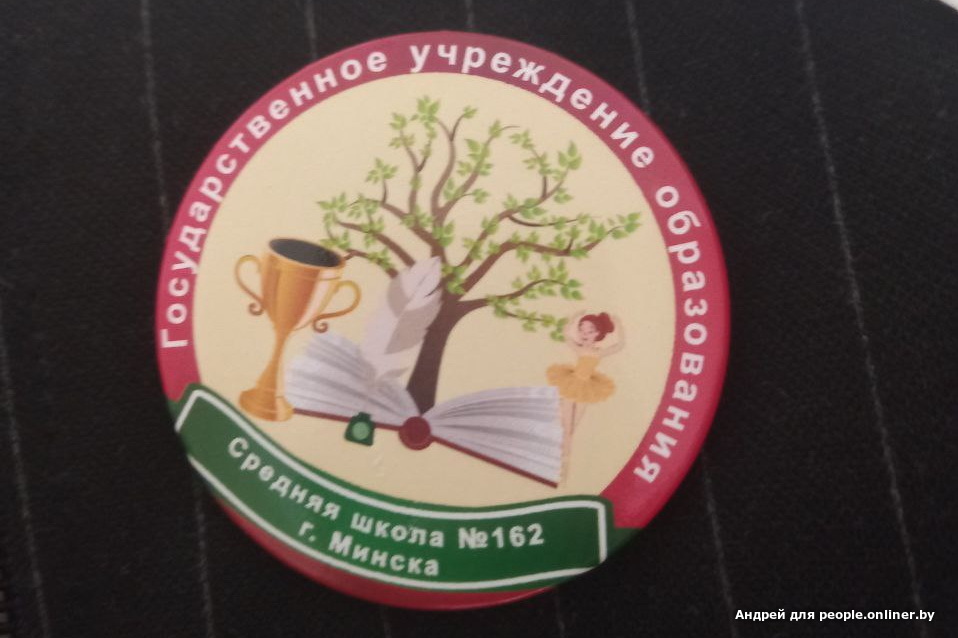 Государственное учреждение образования
Средняя школа №162
г. Минска
Андрей для people.onliner.by